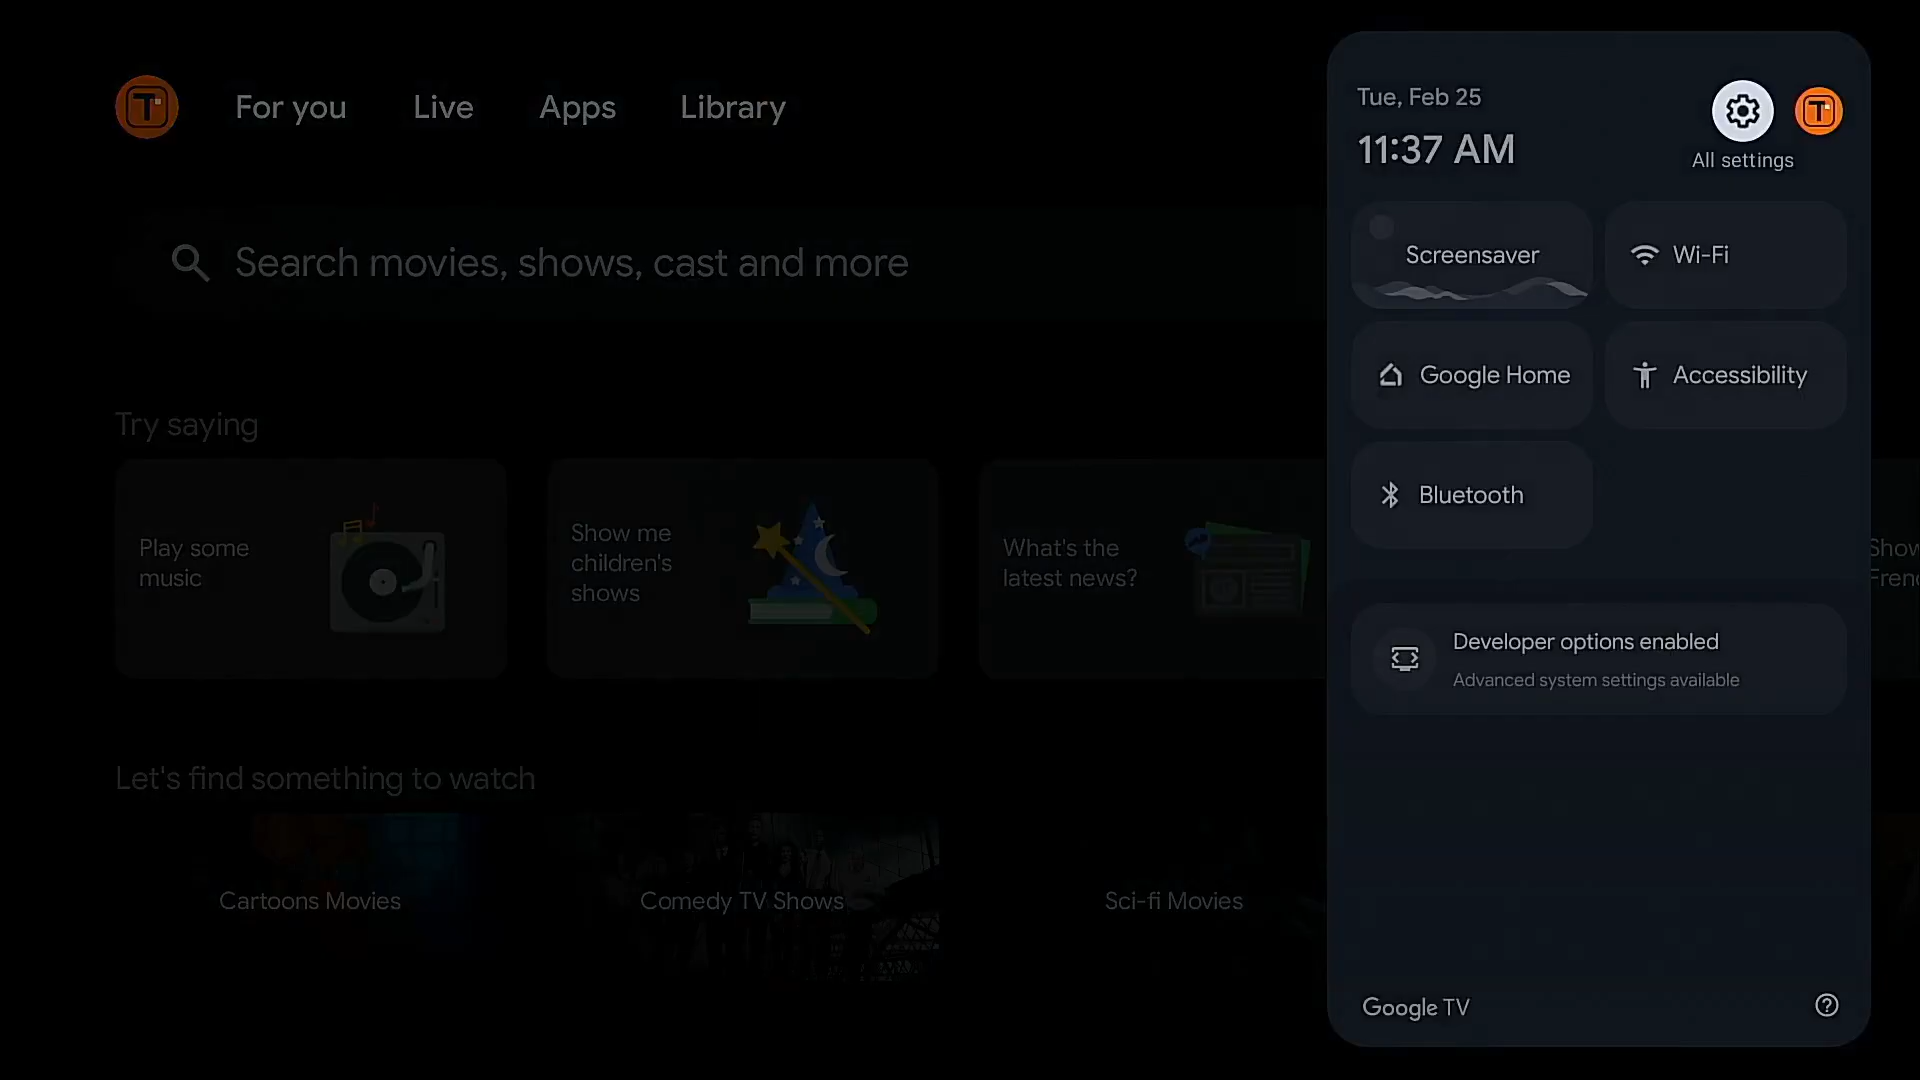 T
For you
Live
Apps
Library
Search movies, shows, cast and more
Try saying
Play some
music
Show me
children's
shows
What's the
latest news?
Show
Fren
Let's find something to watch
Cartoons Movies
Comedy TV Shows
Sci-fi Movies
Tue, Feb 25
11:37 AM
T
All settings
Screensaver
Wi-Fi
Google Home
Accessibility
Bluetooth
Developer options enabled
Advanced system settings available
Google TV
?